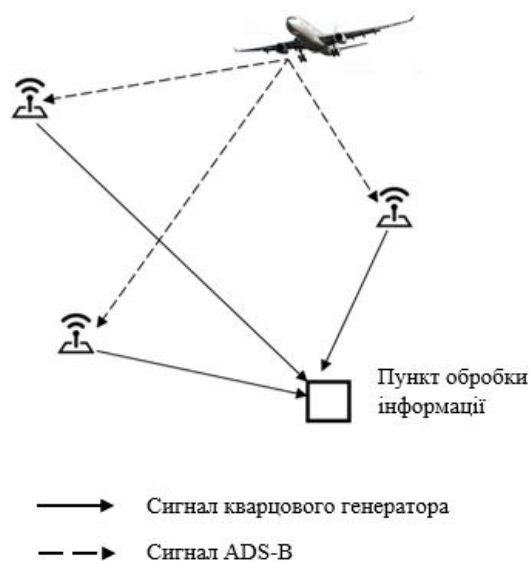 Пункт обробки
інформації
Сигнал кварцового генератора
Сигнал ADS-B